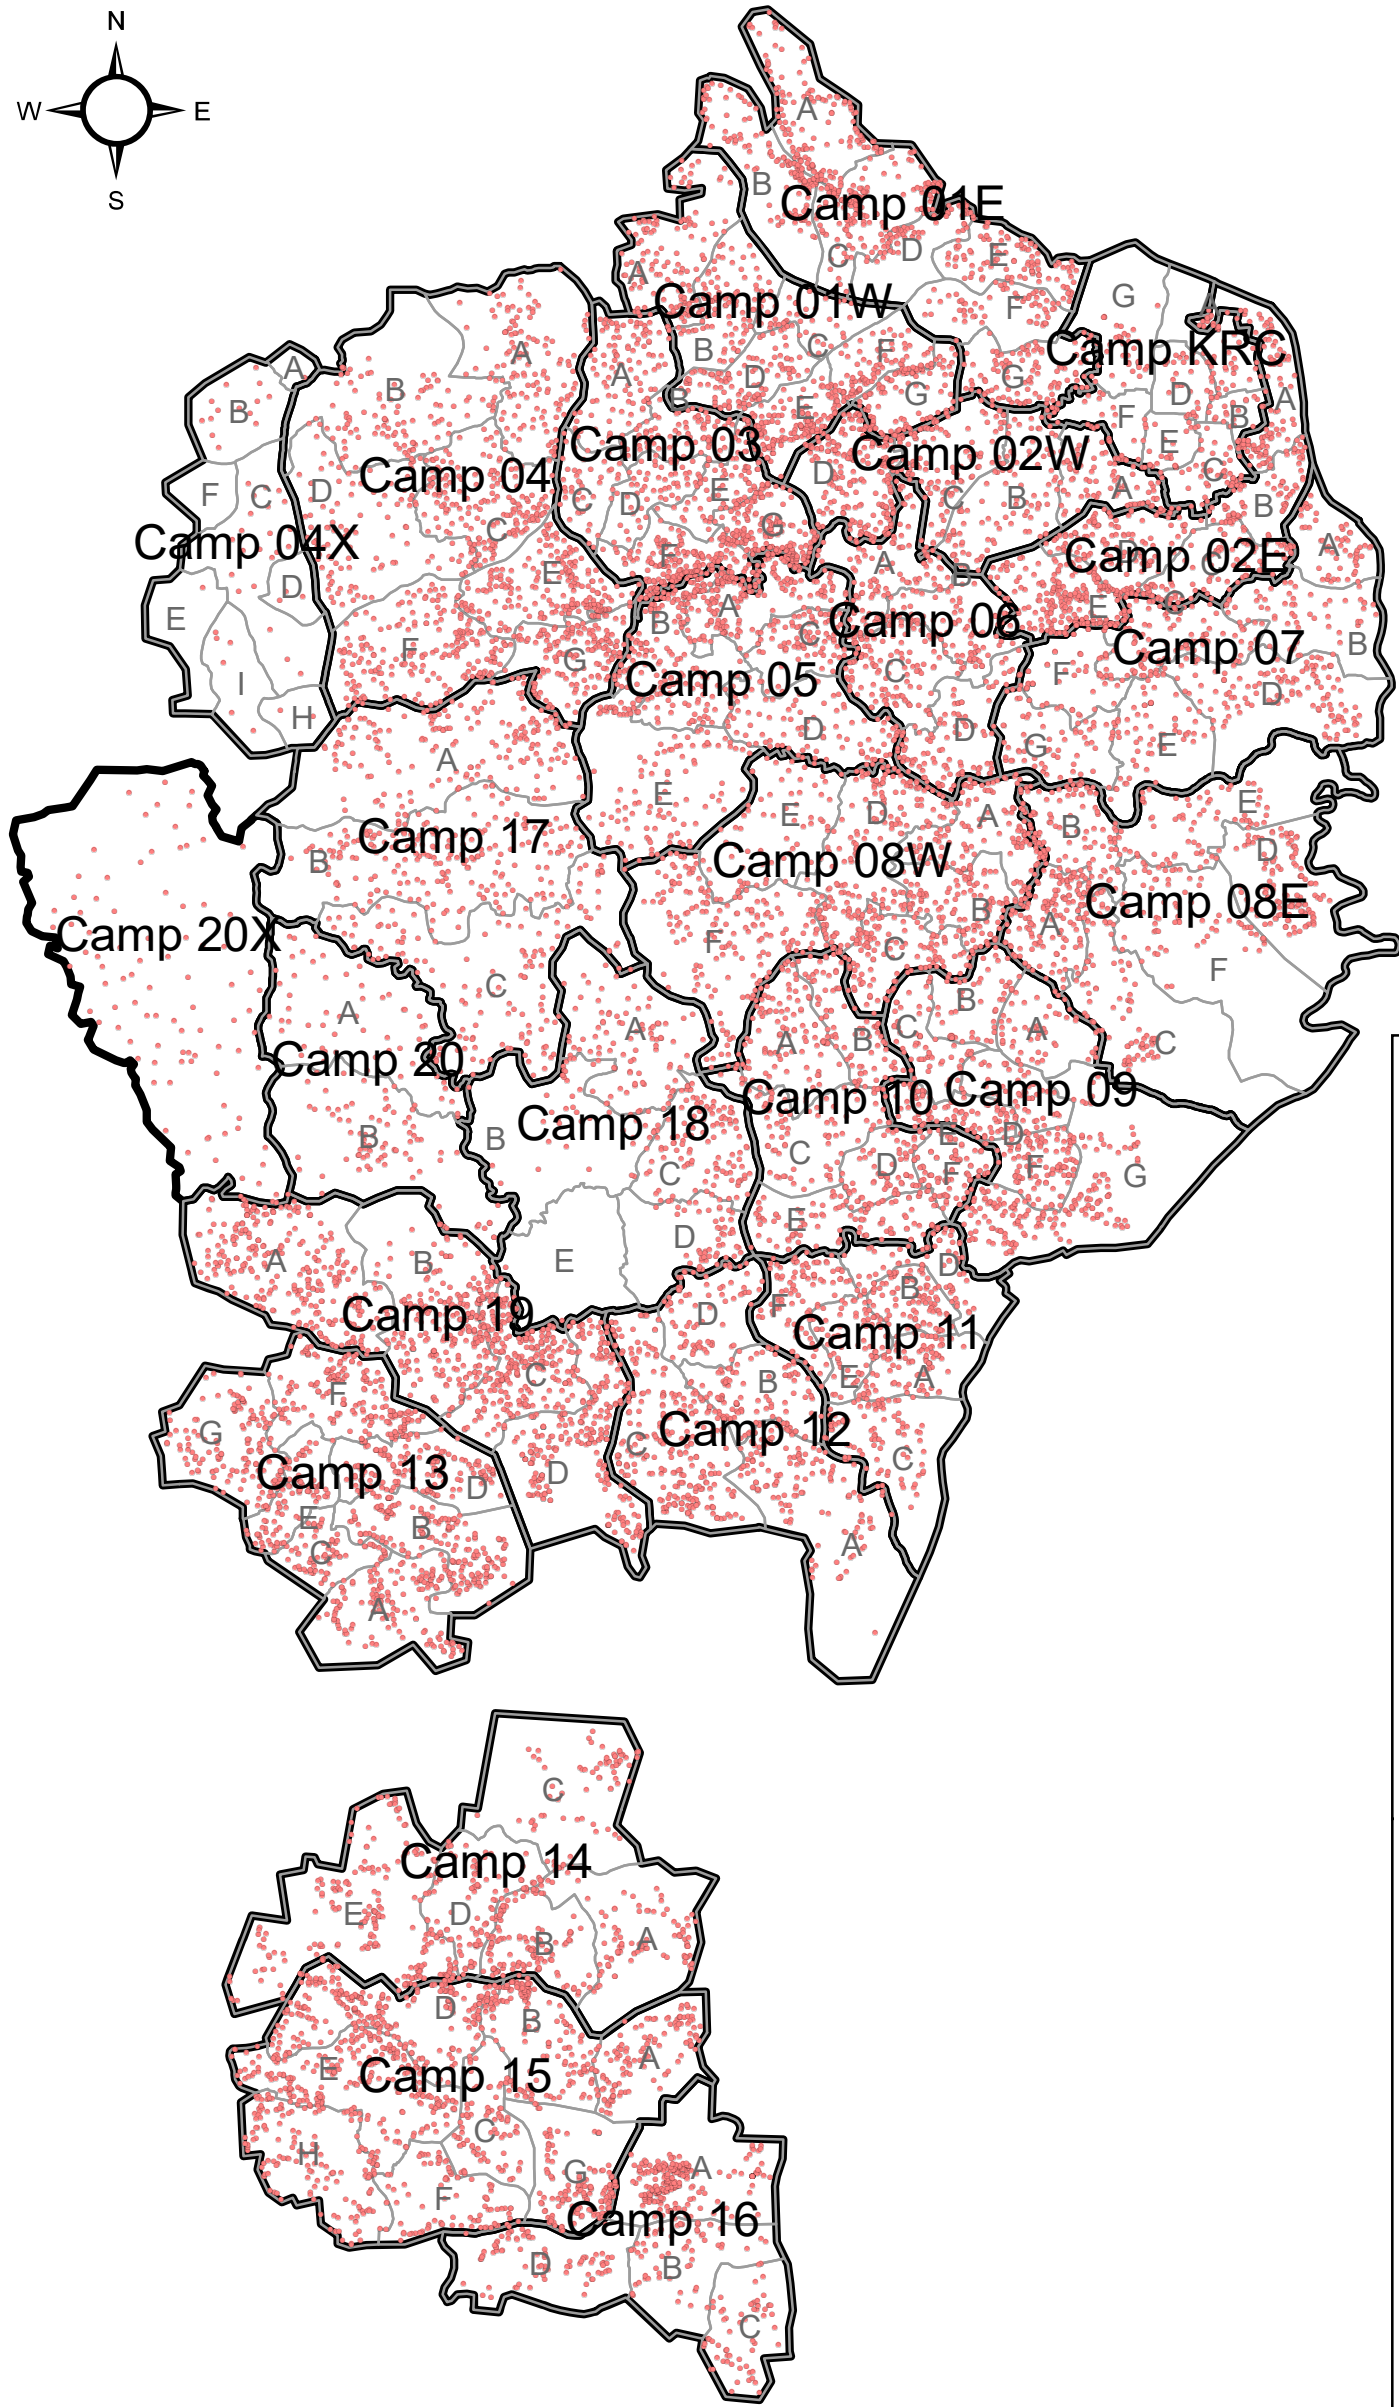 N
W E
S
A
B
Camp 01E
C D E
A
G A
Camp 01W
F
B C F Camp KRC
A A
D G D
B B A
B E G F
Camp 03 E
Camp 04 Camp 02W
D C
F C D C D E C B A B
G
C
Camp 04X F Camp 02E A
D E A B D C
E B A E G
C Camp 06
F G Camp 07 B
I Camp 05 C F
H D D D
A G E
E E D A B E
Camp 17
B Camp 08W D
Camp 08E
Camp 20X F C B A
F
C B
A A A B C A C
Camp 20
Camp 10 Camp 09
B B Camp 18
C C D E F D F G
A B E D E
D
Camp 19 D F B
Camp 11
C B E A
F
G C Camp 12
Camp 13 D D C
E B
C A
A
C
Camp 14
E D
B A
D B
E Camp 15 A
C
H G A
F
Camp 16
D B
C